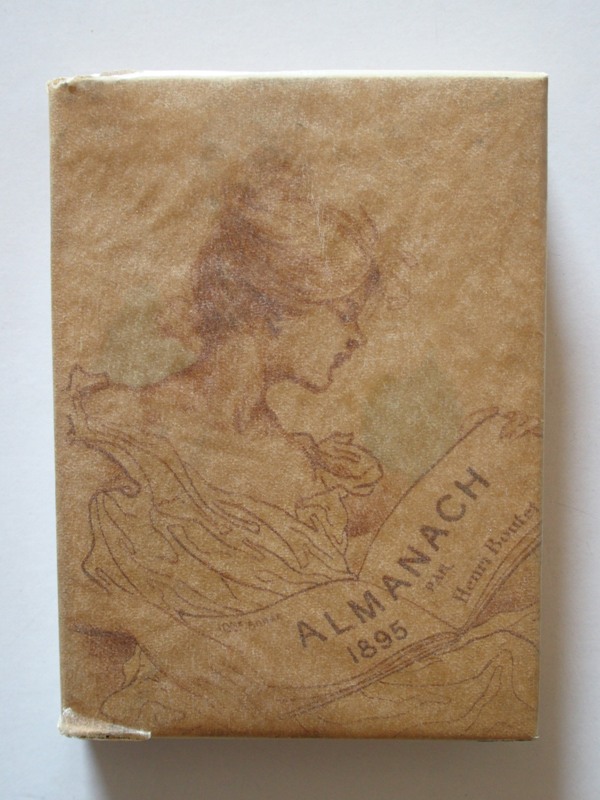 ALMANACH
1895
PAR
Henri Boutet